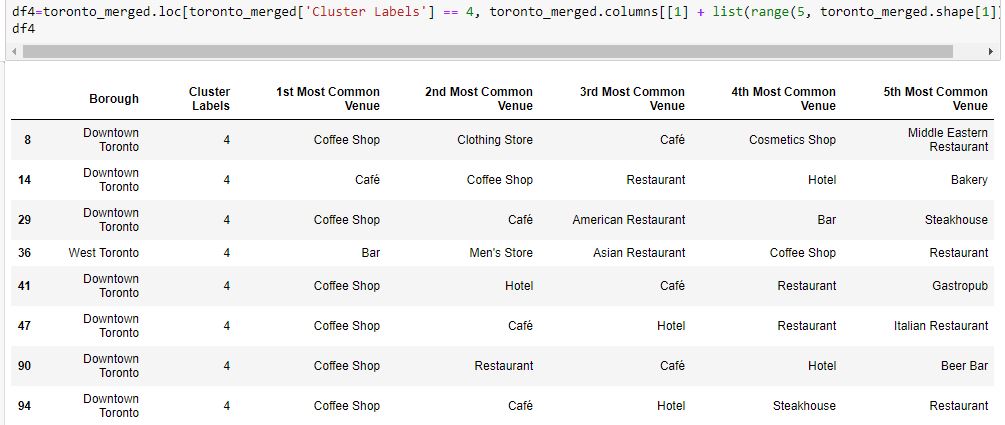 df4=toronto_merged.loc[toronto_merged['Cluster Labels'] == 4, toronto_merged.columns[[1] + list(range(5, toronto_merged.shape[1]
df4
Borough Cluster Labels 1st Most Common Venue 2nd Most Common Venue 3rd Most Common Venue 4th Most Common Venue 5th Most Common Venue
8 Downtown Toronto 4 Coffee Shop Clothing Store Café Cosmetics Shop Middle Eastern Restaurant
14 Downtown Toronto 4 Café Coffee Shop Restaurant Hotel Bakery
29 Downtown Toronto 4 Coffee Shop Café American Restaurant Bar Steakhouse
36 West Toronto 4 Bar Men's Store Asian Restaurant Coffee Shop Restaurant
41 Downtown Toronto 4 Coffee Shop Hotel Café Restaurant Gastropub
47 Downtown Toronto 4 Coffee Shop Café Hotel Restaurant Italian Restaurant
90 Downtown Toronto 4 Coffee Shop Restaurant Café Hotel Beer Bar
94 Downtown Toronto 4 Coffee Shop Café Hotel Steakhouse Restaurant